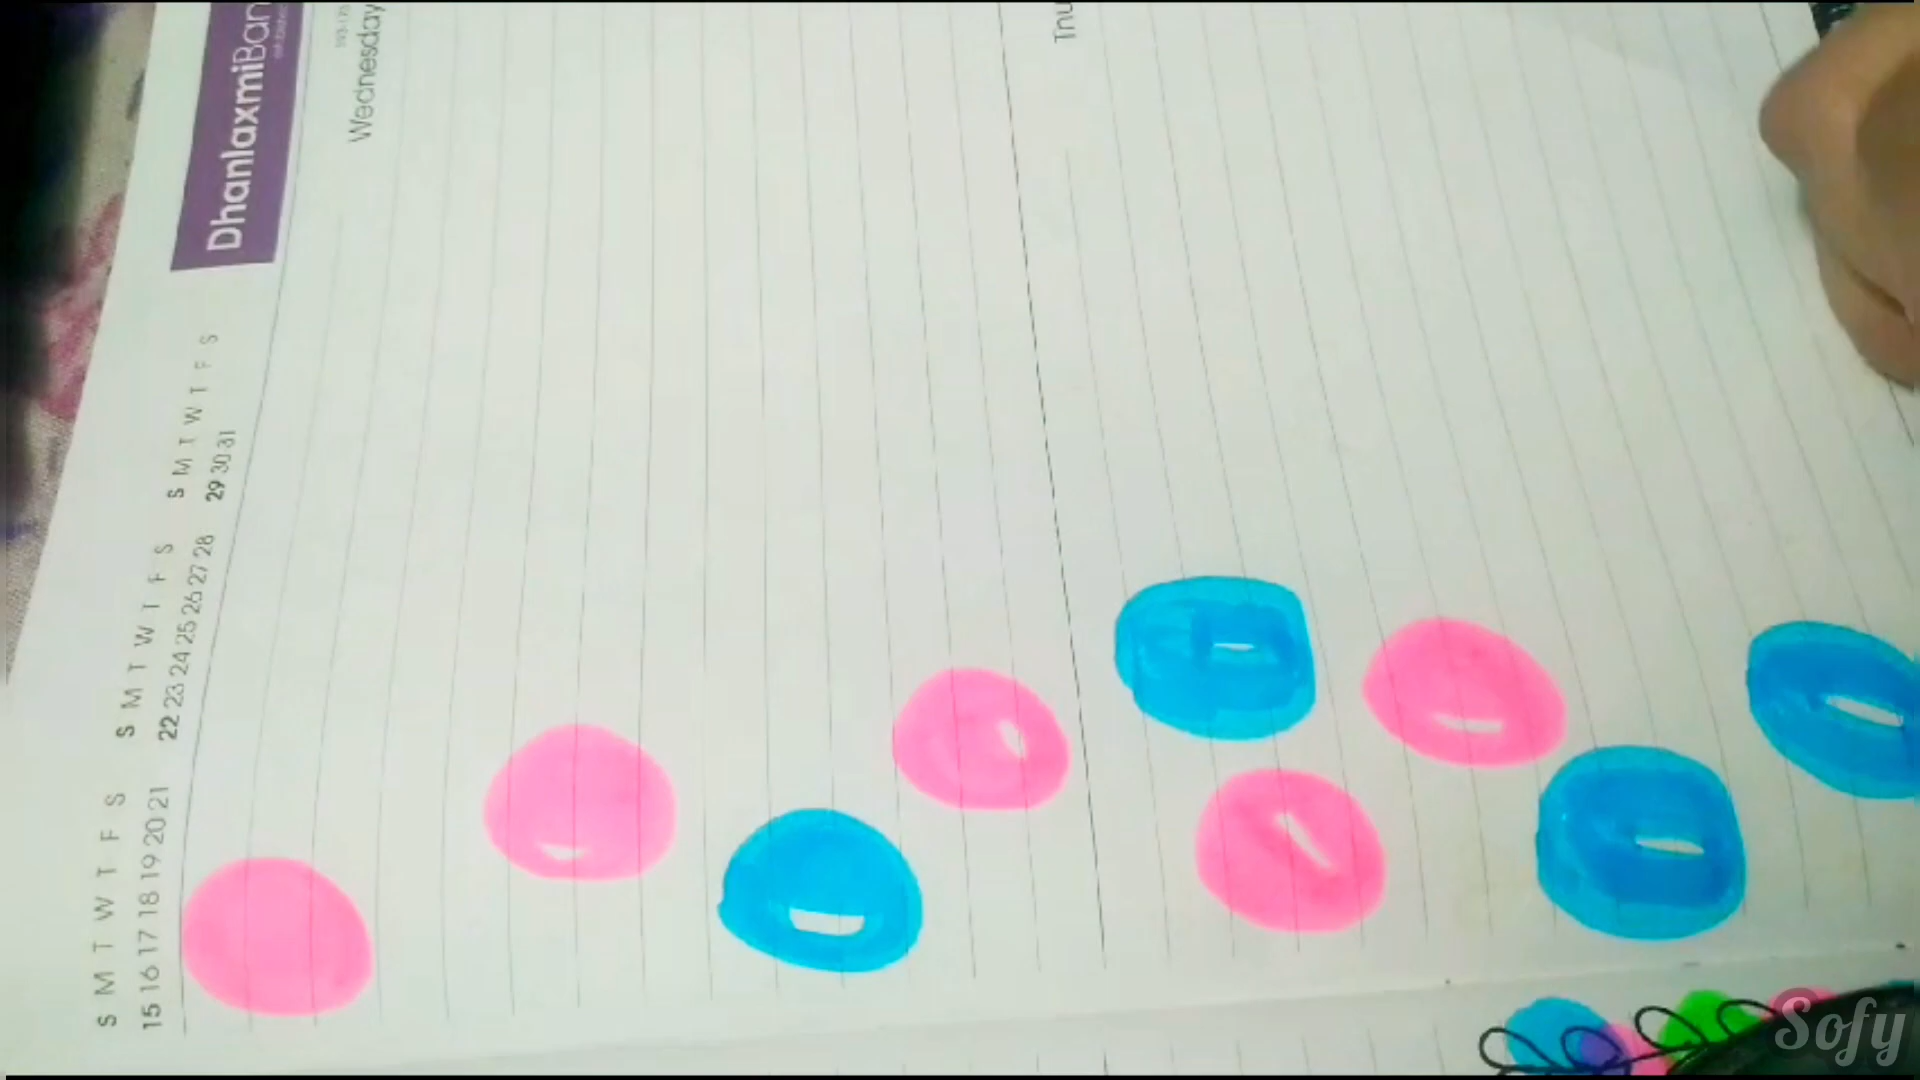 DhanlaxmiBan
Wednesday
Thu
S M T W T F S
15 16 17 18 19 20 21
S M T W T F S
22 23 24 25 26 27 28
S M T W T F S
29 30 31
Sofy